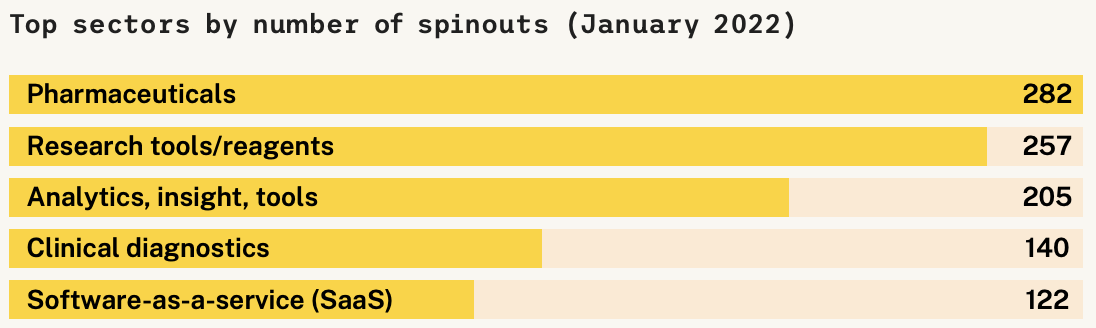 Top sectors by number of spinouts (January 2022)
Pharmaceuticals 282
Research tools/reagents 257
Analytics, insight, tools 205
Clinical diagnostics 140
Software-as-a-service (SaaS) 122